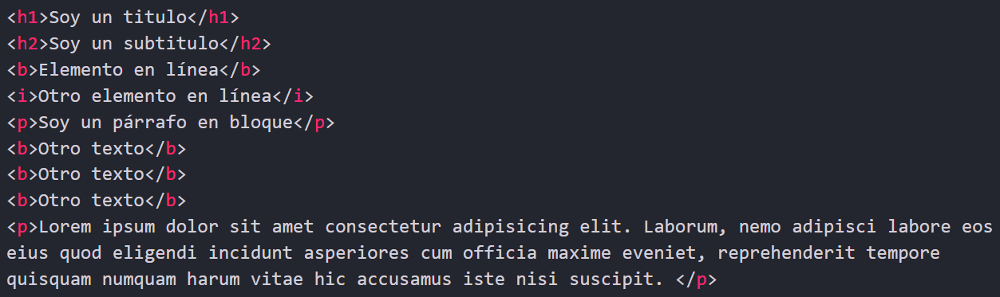 <h1>Soy un titulo</h1>
<h2>Soy un subtitulo</h2>
<b>Elemento en línea</b>
<i>Otro elemento en línea</i>
<p>Soy un párrafo en bloque</p>
<b>Otro texto</b>
<b>Otro texto</b>
<b>Otro texto</b>
<p>Lorem ipsum dolor sit amet consectetur adipisicing elit. Laborum, nemo adipisci labore eos
eius quod eligendi incidunt asperiores cum officia maxime eveniet, reprehenderit tempore
quisquam numquam harum vitae hic accusamus iste nisi suscipit. </p>